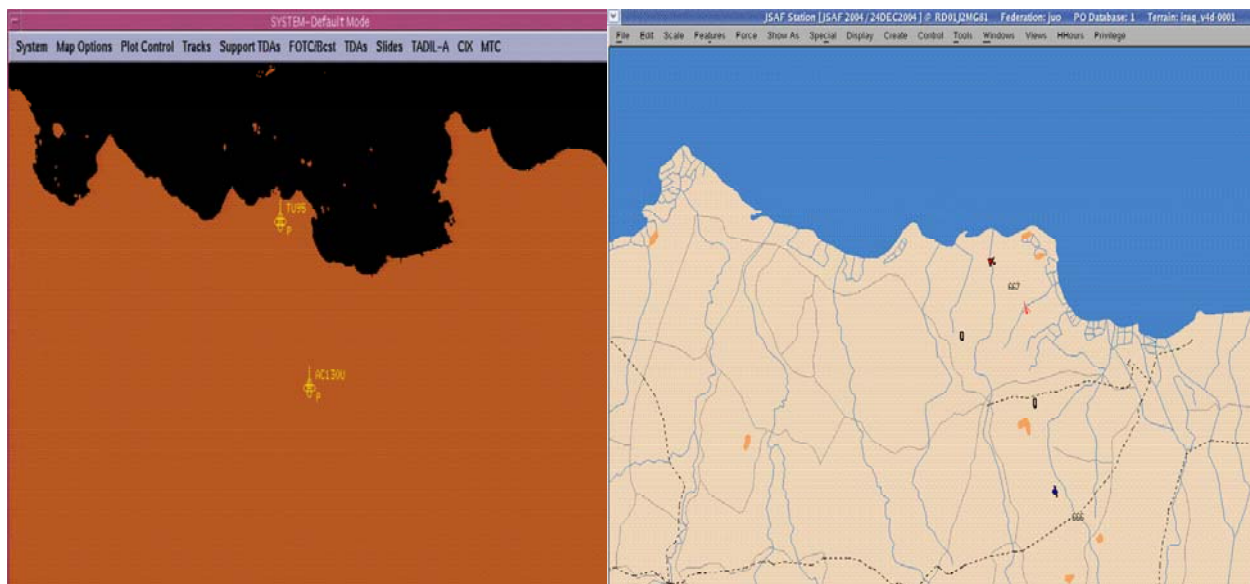 SYSTEM-Default Mode
System Map Options Plot Control Tracks Support TDAs FOTC/Bcst TDAs Slides TADIL-A CIX MTC
TU95
P
AC130U
P
JSAF Station [JSAF 2004 / 24DEC2004] @ RD01J2MG81 Federation: juo PO Database: 1 Terrain: iraq_v4d-0001
File Edit Scale Features Force Show As Special Display Create Control Tools Windows Views HHours Privilege
667
666